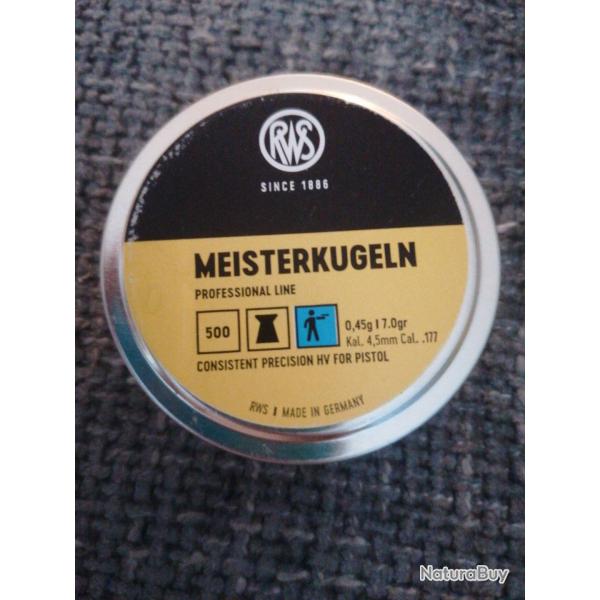 RWS
SINCE 1886
MEISTERKUGELN
PROFESSIONAL LINE
500
0,45g I 7.0gr
Kal. 4,5mm Cal. .177
CONSISTENT PRECISION HV FOR PISTOL
RWS I MADE IN GERMANY
NaturaBuy